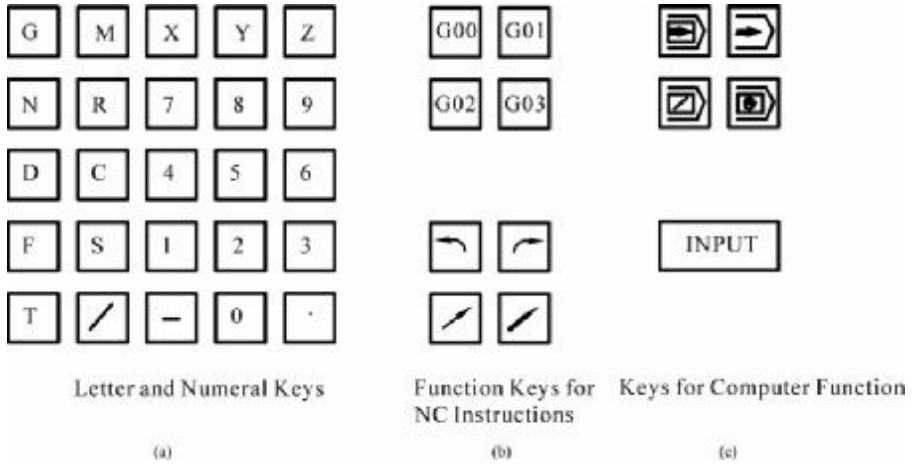 G M X Y Z G00 G01
N R 7 8 9 G02 G03
D C 4 5 6
F S 1 2 3 INPUT
T / – 0 .
Letter and Numeral Keys Function Keys for Keys for Computer Function
NC Instructions
(a) (b) (c)